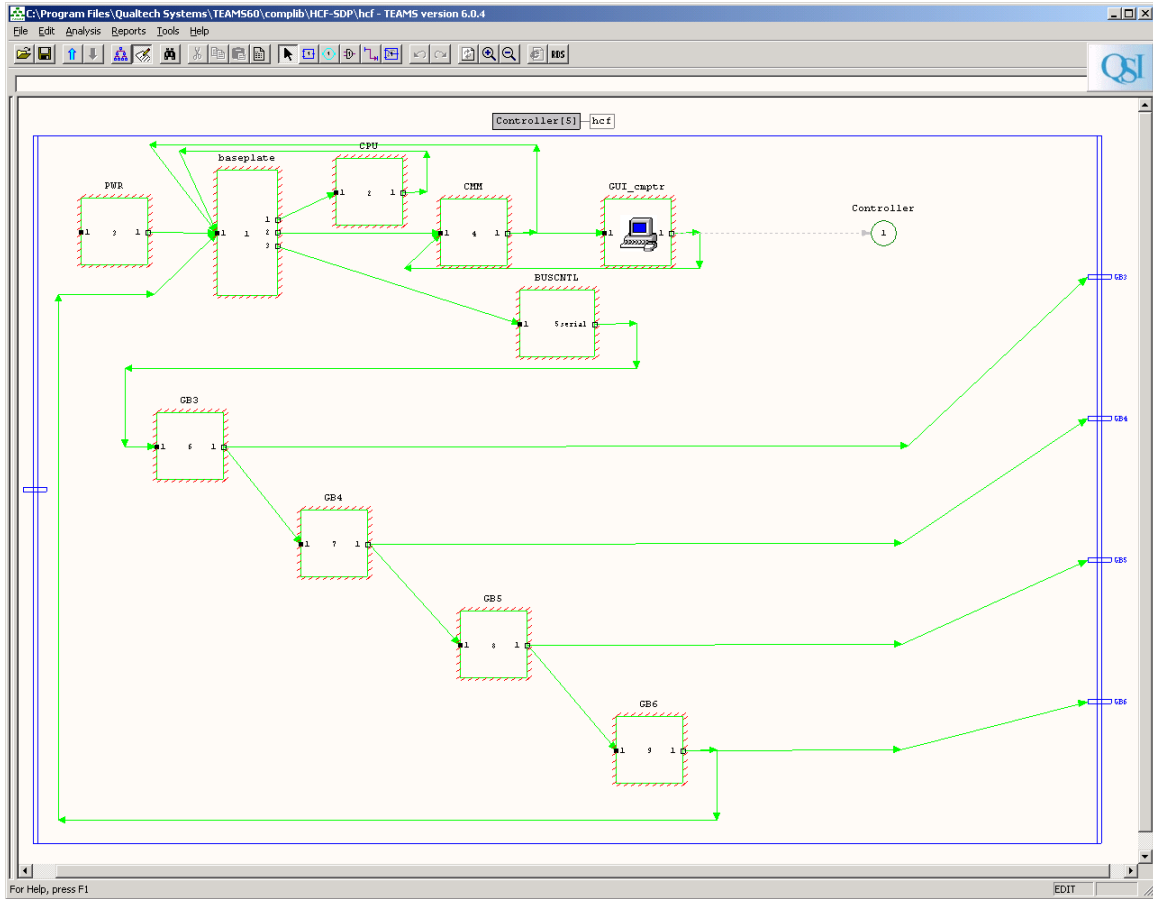 C:\Program Files\Qualtech Systems\TEAMS60\complib\HCF-SDP\hcf - TEAMS version 6.0.4
File Edit Analysis Reports Tools Help
RDS
QSI
Controller[5] hcf
baseplate
CPU
PWR
CMM
GUI_cmptr
Controller
1 2 1
1 3 1
1 1 1 2 3
1 4 1
1 1
1
BUSCNTL
GB3
1 5 serial
GB3
GB4
1 6 1
GB4
1 7 1
GB5
GB5
1 8 1
GB6
GB6
1 9 1
For Help, press F1
EDIT